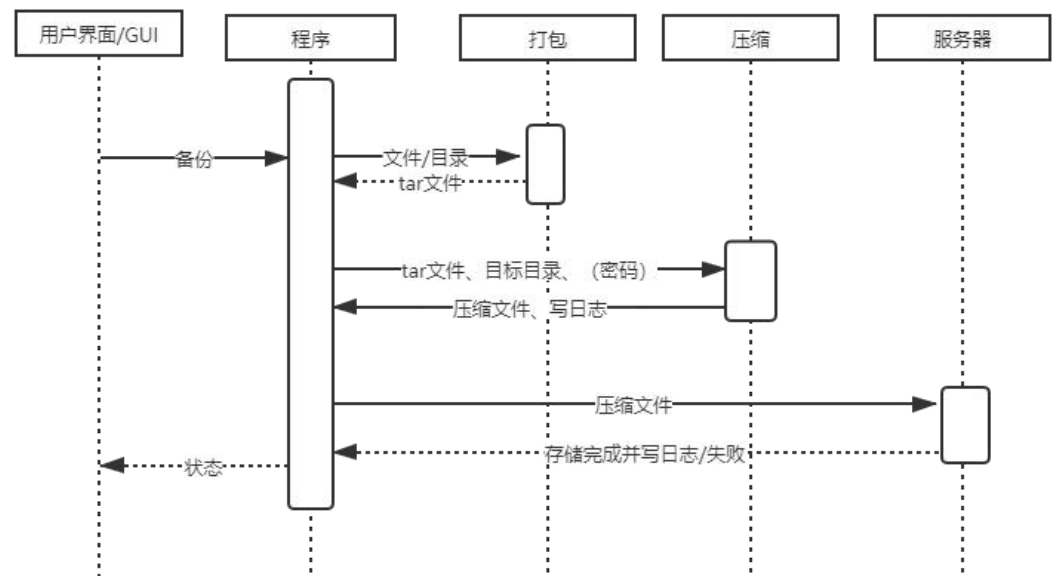 用户界面/GUI
程序
打包
压缩
服务器
备份
文件/目录
tar文件
tar文件、目标目录、（密码）
压缩文件、写日志
压缩文件
存储完成并写日志/失败
状态